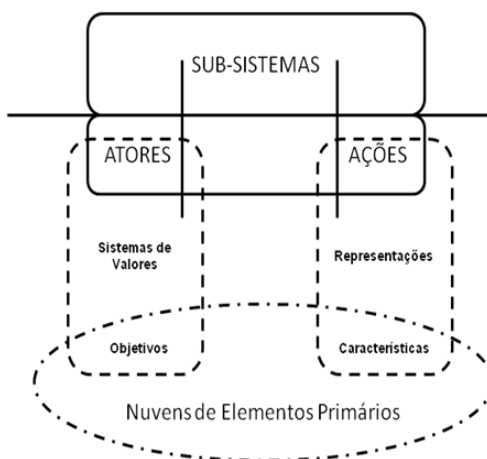 SUB-SISTEMAS
ATORES
AÇÕES
Sistemas de
Valores
Representações
Objetivos
Características
Nuvens de Elementos Primários